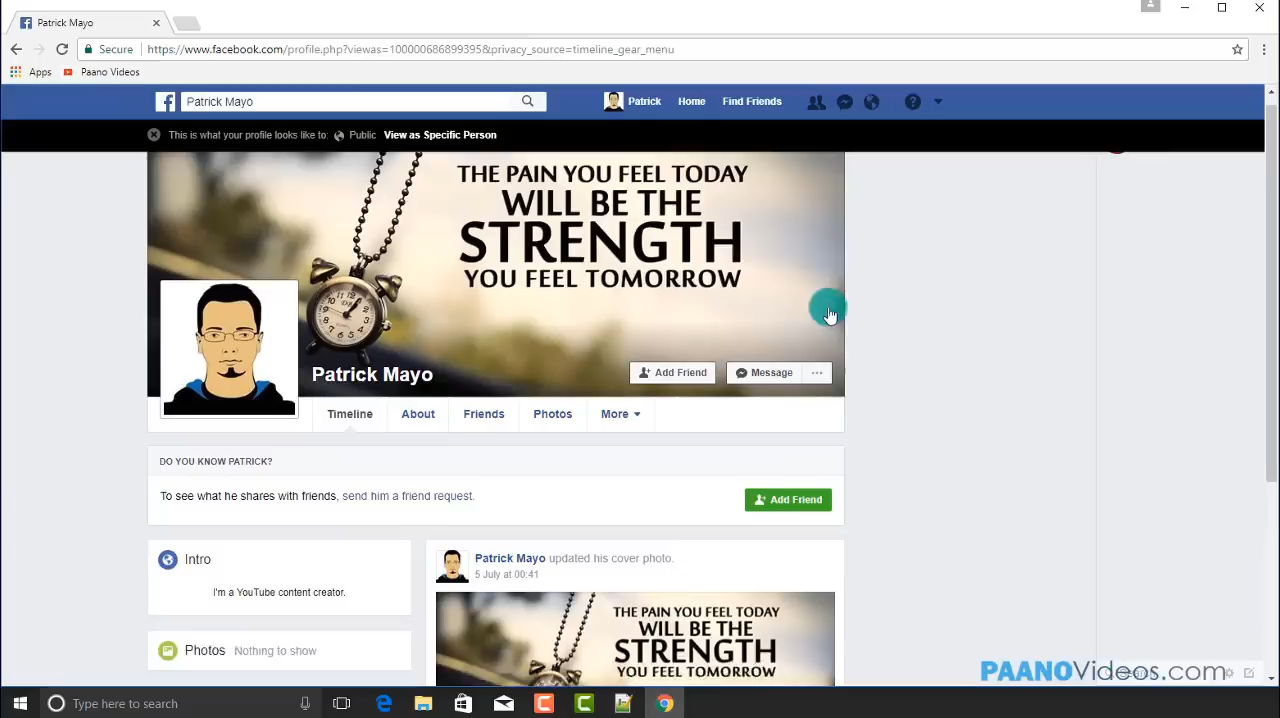 Patrick Mayo
Secure
https://www.facebook.com/profile.php?viewas=100000686899395&privacy_source=timeline_gear_menu
Apps
Paano Videos
Patrick Mayo
Patrick
Home
Find Friends
This is what your profile looks like to: Public View as Specific Person
THE PAIN YOU FEEL TODAY
WILL BE THE
STRENGTH
YOU FEEL TOMORROW
Patrick Mayo
Add Friend
Message
Timeline
About
Friends
Photos
More
DO YOU KNOW PATRICK?
To see what he shares with friends, send him a friend request.
Add Friend
Intro
I'm a YouTube content creator.
Photos Nothing to show
Patrick Mayo updated his cover photo.
5 July at 00:41
THE PAIN YOU FEEL TODAY
WILL BE THE
STRENGTH
YOU FEEL TOMORROW
PAANOVideos.com
Type here to search